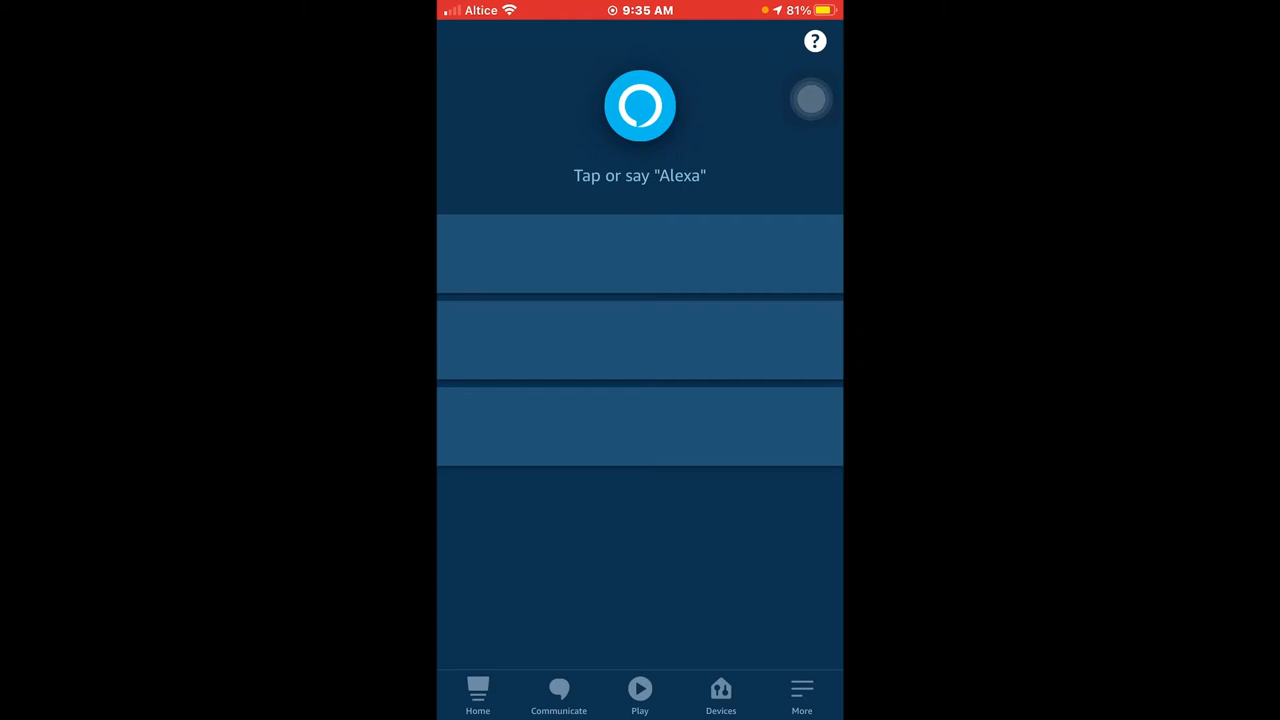 Altice 9:35 AM 81%
?
Tap or say "Alexa"
Home Communicate Play Devices More